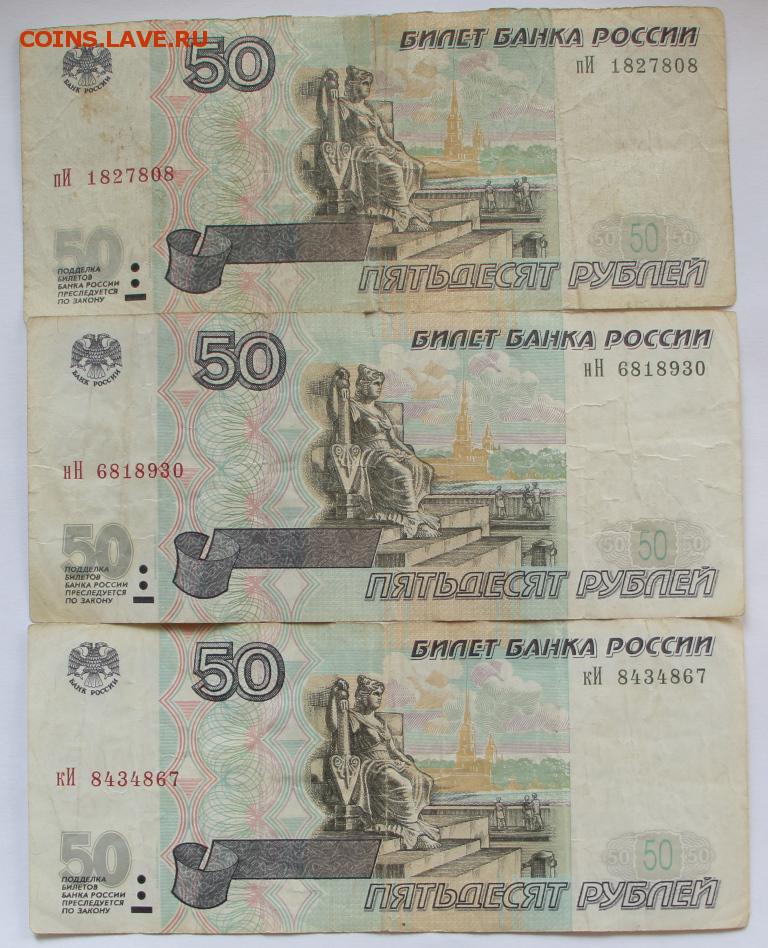 COINS.LAVE.РУ
50
БИЛЕТ БАНКА РОССИИ
пИ 1827808
БАНК РОССИИ
пИ 1827808
50
50 50 50
ПОДДЕЛКА
БИЛЕТОВ
БАНКА РОССИИ
ПРЕСЛЕДУЕТСЯ
ПО ЗАКОНУ
ПЯТЬДЕСЯТ РУБЛЕЙ
50
БИЛЕТ БАНКА РОССИИ
нН 6818930
БАНК РОССИИ
нН 6818930
50
50 50 50
ПОДДЕЛКА
БИЛЕТОВ
БАНКА РОССИИ
ПРЕСЛЕДУЕТСЯ
ПО ЗАКОНУ
ПЯТЬДЕСЯТ РУБЛЕЙ
50
БИЛЕТ БАНКА РОССИИ
кИ 8434867
БАНК РОССИИ
кИ 8434867
50
50 50 50
ПОДДЕЛКА
БИЛЕТОВ
БАНКА РОССИИ
ПРЕСЛЕДУЕТСЯ
ПО ЗАКОНУ
ПЯТЬДЕСЯТ РУБЛЕЙ